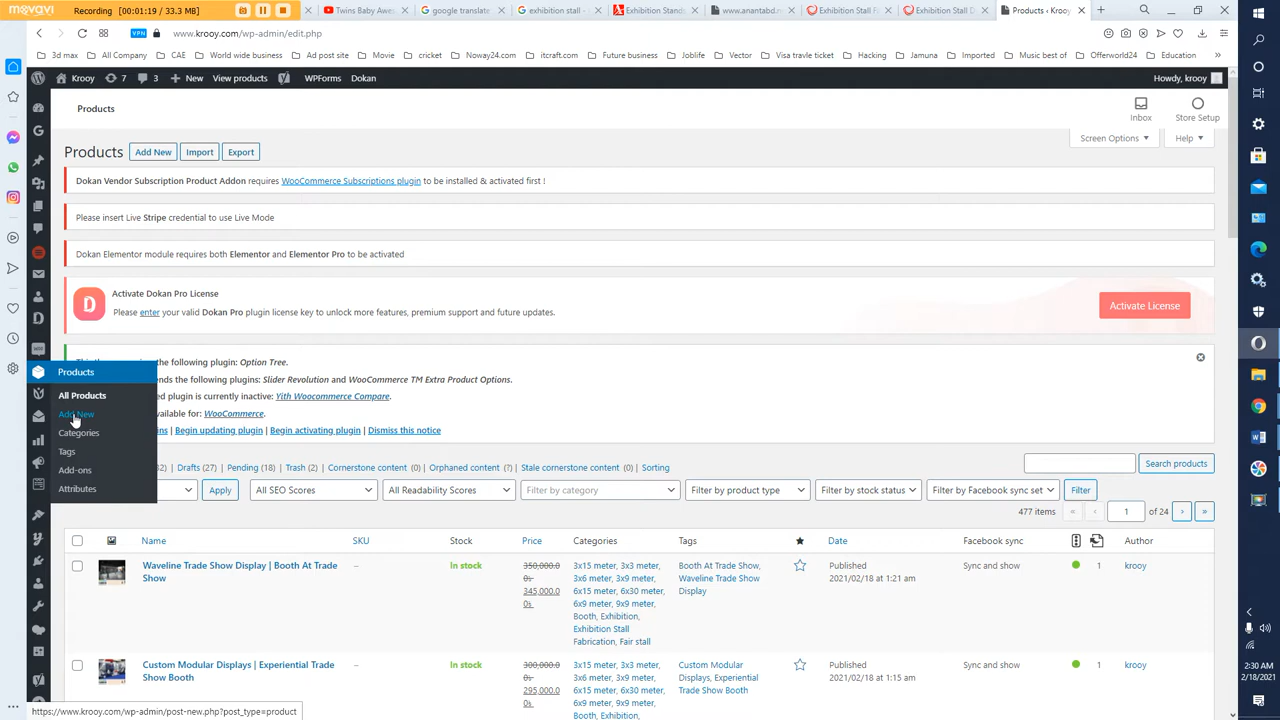 movavi
Recording 00:01:19 / 33.3 MB
Twins Baby Awes
google translate
exhibition stall -
Exhibition Stands
www.anantabd.n
Exhibition Stall Fa
Exhibition Stall D
Products ‹ Krooy
VPN www.krooy.com/wp-admin/edit.php
3d max All Company CAE World wide business Ad post site Movie cricket Noway24.com itcraft.com Future business Joblife Vector Visa travle ticket Hacking Jamuna Imported Music best of Offerworld24 Education »
Krooy 7 3 New View products WPForms Dokan Howdy, krooy
Products
Inbox
Store Setup
Screen Options Help
Products Add New Import Export
Dokan Vendor Subscription Product Addon requires WooCommerce Subscriptions plugin to be installed & activated first !
Please insert Live Stripe credential to use Live Mode
Dokan Elementor module requires both Elementor and Elementor Pro to be activated
Activate Dokan Pro License
Please enter your valid Dokan Pro plugin license key to unlock more features, premium support and future updates.
Activate License
the following plugin: Option Tree.
Products
the following plugins: Slider Revolution and WooCommerce TM Extra Product Options.
All Products
plugin is currently inactive: Yith Woocommerce Compare.
Add New
available for: WooCommerce.
Categories
Begin updating plugin | Begin activating plugin | Dismiss this notice
Tags
Add-ons
Attributes
Drafts (27) | Pending (18) | Trash (2) | Cornerstone content (0) | Orphaned content (?) | Stale cornerstone content (0) | Sorting
Search products
Apply All SEO Scores All Readability Scores Filter by category Filter by product type Filter by stock status Filter by Facebook sync set Filter
477 items « ‹ 1 of 24 › »
Name SKU Stock Price Categories Tags Date Facebook sync Author
Waveline Trade Show Display | Booth At Trade Show
–
In stock
350,000.00৳
345,000.00৳
3x15 meter, 3x3 meter, 3x6 meter, 3x9 meter, 6x15 meter, 6x30 meter, 6x9 meter, 9x9 meter, Booth, Exhibition, Exhibition Stall Fabrication, Fair stall
Booth At Trade Show, Waveline Trade Show Display
Published 2021/02/18 at 1:21 am
Sync and show
1
krooy
Custom Modular Displays | Experiential Trade Show Booth
–
In stock
300,000.00৳
295,000.00৳
3x15 meter, 3x3 meter, 3x6 meter, 3x9 meter, 6x15 meter, 6x30 meter, 6x9 meter, 9x9 meter, Booth, Exhibition,
Custom Modular Displays, Experiential Trade Show Booth
Published 2021/02/18 at 1:15 am
Sync and show
1
krooy
https://www.krooy.com/wp-admin/post-new.php?post_type=product
2:30 AM
2/18/2021